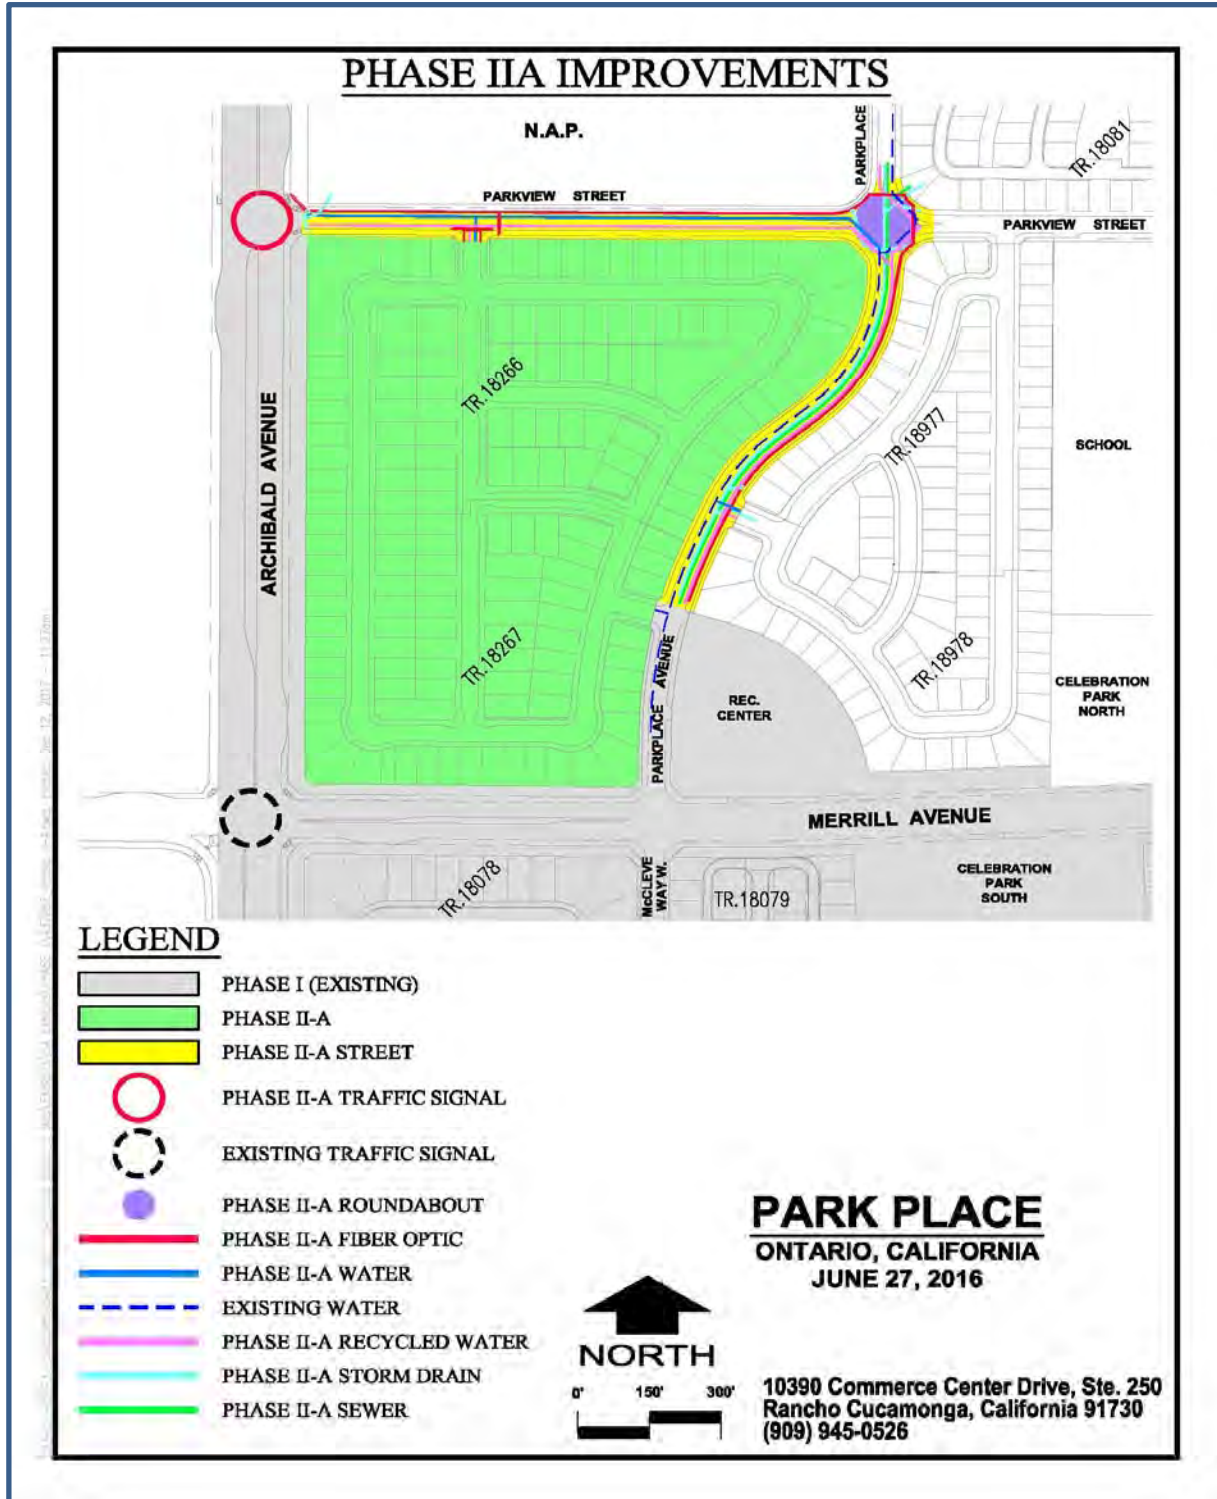 PHASE IIA IMPROVEMENTS
N.A.P.
PARKPLACE
TR.18081
PARKVIEW STREET
PARKVIEW STREET
TR.18266
ARCHIBALD AVENUE
TR.18977
SCHOOL
TR.18267
PARKPLACE AVENUE
TR.18978
REC.
CENTER
CELEBRATION
PARK
NORTH
MERRILL AVENUE
TR.18078
McCLEVE
WAY W.
TR.18079
CELEBRATION
PARK
SOUTH
LEGEND
PHASE I (EXISTING)
PHASE II-A
PHASE II-A STREET
PHASE II-A TRAFFIC SIGNAL
EXISTING TRAFFIC SIGNAL
PHASE II-A ROUNDABOUT
PHASE II-A FIBER OPTIC
PHASE II-A WATER
EXISTING WATER
PHASE II-A RECYCLED WATER
PHASE II-A STORM DRAIN
PHASE II-A SEWER
PARK PLACE
ONTARIO, CALIFORNIA
JUNE 27, 2016
NORTH
0' 150' 300'
10390 Commerce Center Drive, Ste. 250
Rancho Cucamonga, California 91730
(909) 945-0526